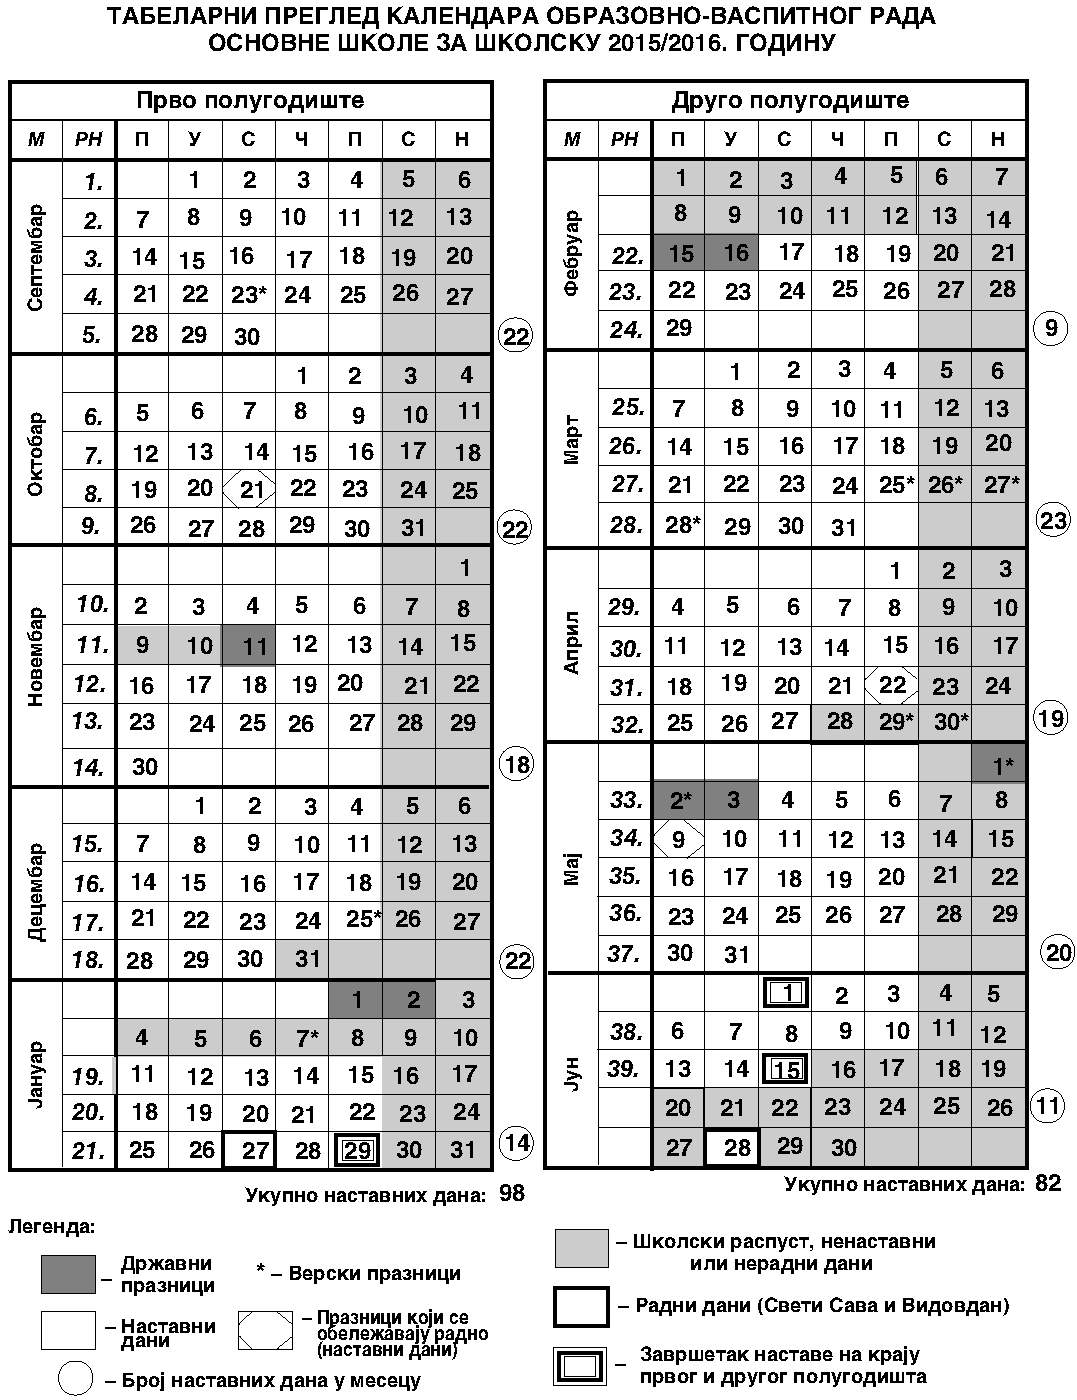 ТАБЕЛАРНИ ПРЕГЛЕД КАЛЕНДАРА ОБРАЗОВНО-ВАСПИТНОГ РАДА
ОСНОВНЕ ШКОЛЕ ЗА ШКОЛСКУ 2015/2016. ГОДИНУ
Прво полугодиште
М РН П У С Ч П С Н
Септембар
1. 1 2 3 4 5 6
2. 7 8 9 10 11 12 13
3. 14 15 16 17 18 19 20
4. 21 22 23* 24 25 26 27
5. 28 29 30
22
Октобар
1 2 3 4
6. 5 6 7 8 9 10 11
7. 12 13 14 15 16 17 18
8. 19 20 21 22 23 24 25
9. 26 27 28 29 30 31
22
Новембар
1
10. 2 3 4 5 6 7 8
11. 9 10 11 12 13 14 15
12. 16 17 18 19 20 21 22
13. 23 24 25 26 27 28 29
14. 30
18
Децембар
1 2 3 4 5 6
15. 7 8 9 10 11 12 13
16. 14 15 16 17 18 19 20
17. 21 22 23 24 25* 26 27
18. 28 29 30 31
22
Јануар
1 2 3
4 5 6 7* 8 9 10
19. 11 12 13 14 15 16 17
20. 18 19 20 21 22 23 24
21. 25 26 27 28 29 30 31
14
Укупно наставних дана: 98
Друго полугодиште
М РН П У С Ч П С Н
Фебруар
1 2 3 4 5 6 7
8 9 10 11 12 13 14
22. 15 16 17 18 19 20 21
23. 22 23 24 25 26 27 28
24. 29
9
Март
1 2 3 4 5 6
25. 7 8 9 10 11 12 13
26. 14 15 16 17 18 19 20
27. 21 22 23 24 25* 26* 27*
28. 28* 29 30 31
23
Април
1 2 3
29. 4 5 6 7 8 9 10
30. 11 12 13 14 15 16 17
31. 18 19 20 21 22 23 24
32. 25 26 27 28 29* 30*
19
Мај
1*
33. 2* 3 4 5 6 7 8
34. 9 10 11 12 13 14 15
35. 16 17 18 19 20 21 22
36. 23 24 25 26 27 28 29
37. 30 31
20
Јун
1 2 3 4 5
38. 6 7 8 9 10 11 12
39. 13 14 15 16 17 18 19
20 21 22 23 24 25 26
27 28 29 30
11
Укупно наставних дана: 82
Легенда:
– Државни
празници
* – Верски празници
– Наставни
дани
– Празници који се
обележавају радно
(наставни дани)
– Број наставних дана у месецу
– Школски распуст, ненаставни
или нерадни дани
– Радни дани (Свети Сава и Видовдан)
– Завршетак наставе на крају
првог и другог полугодишта